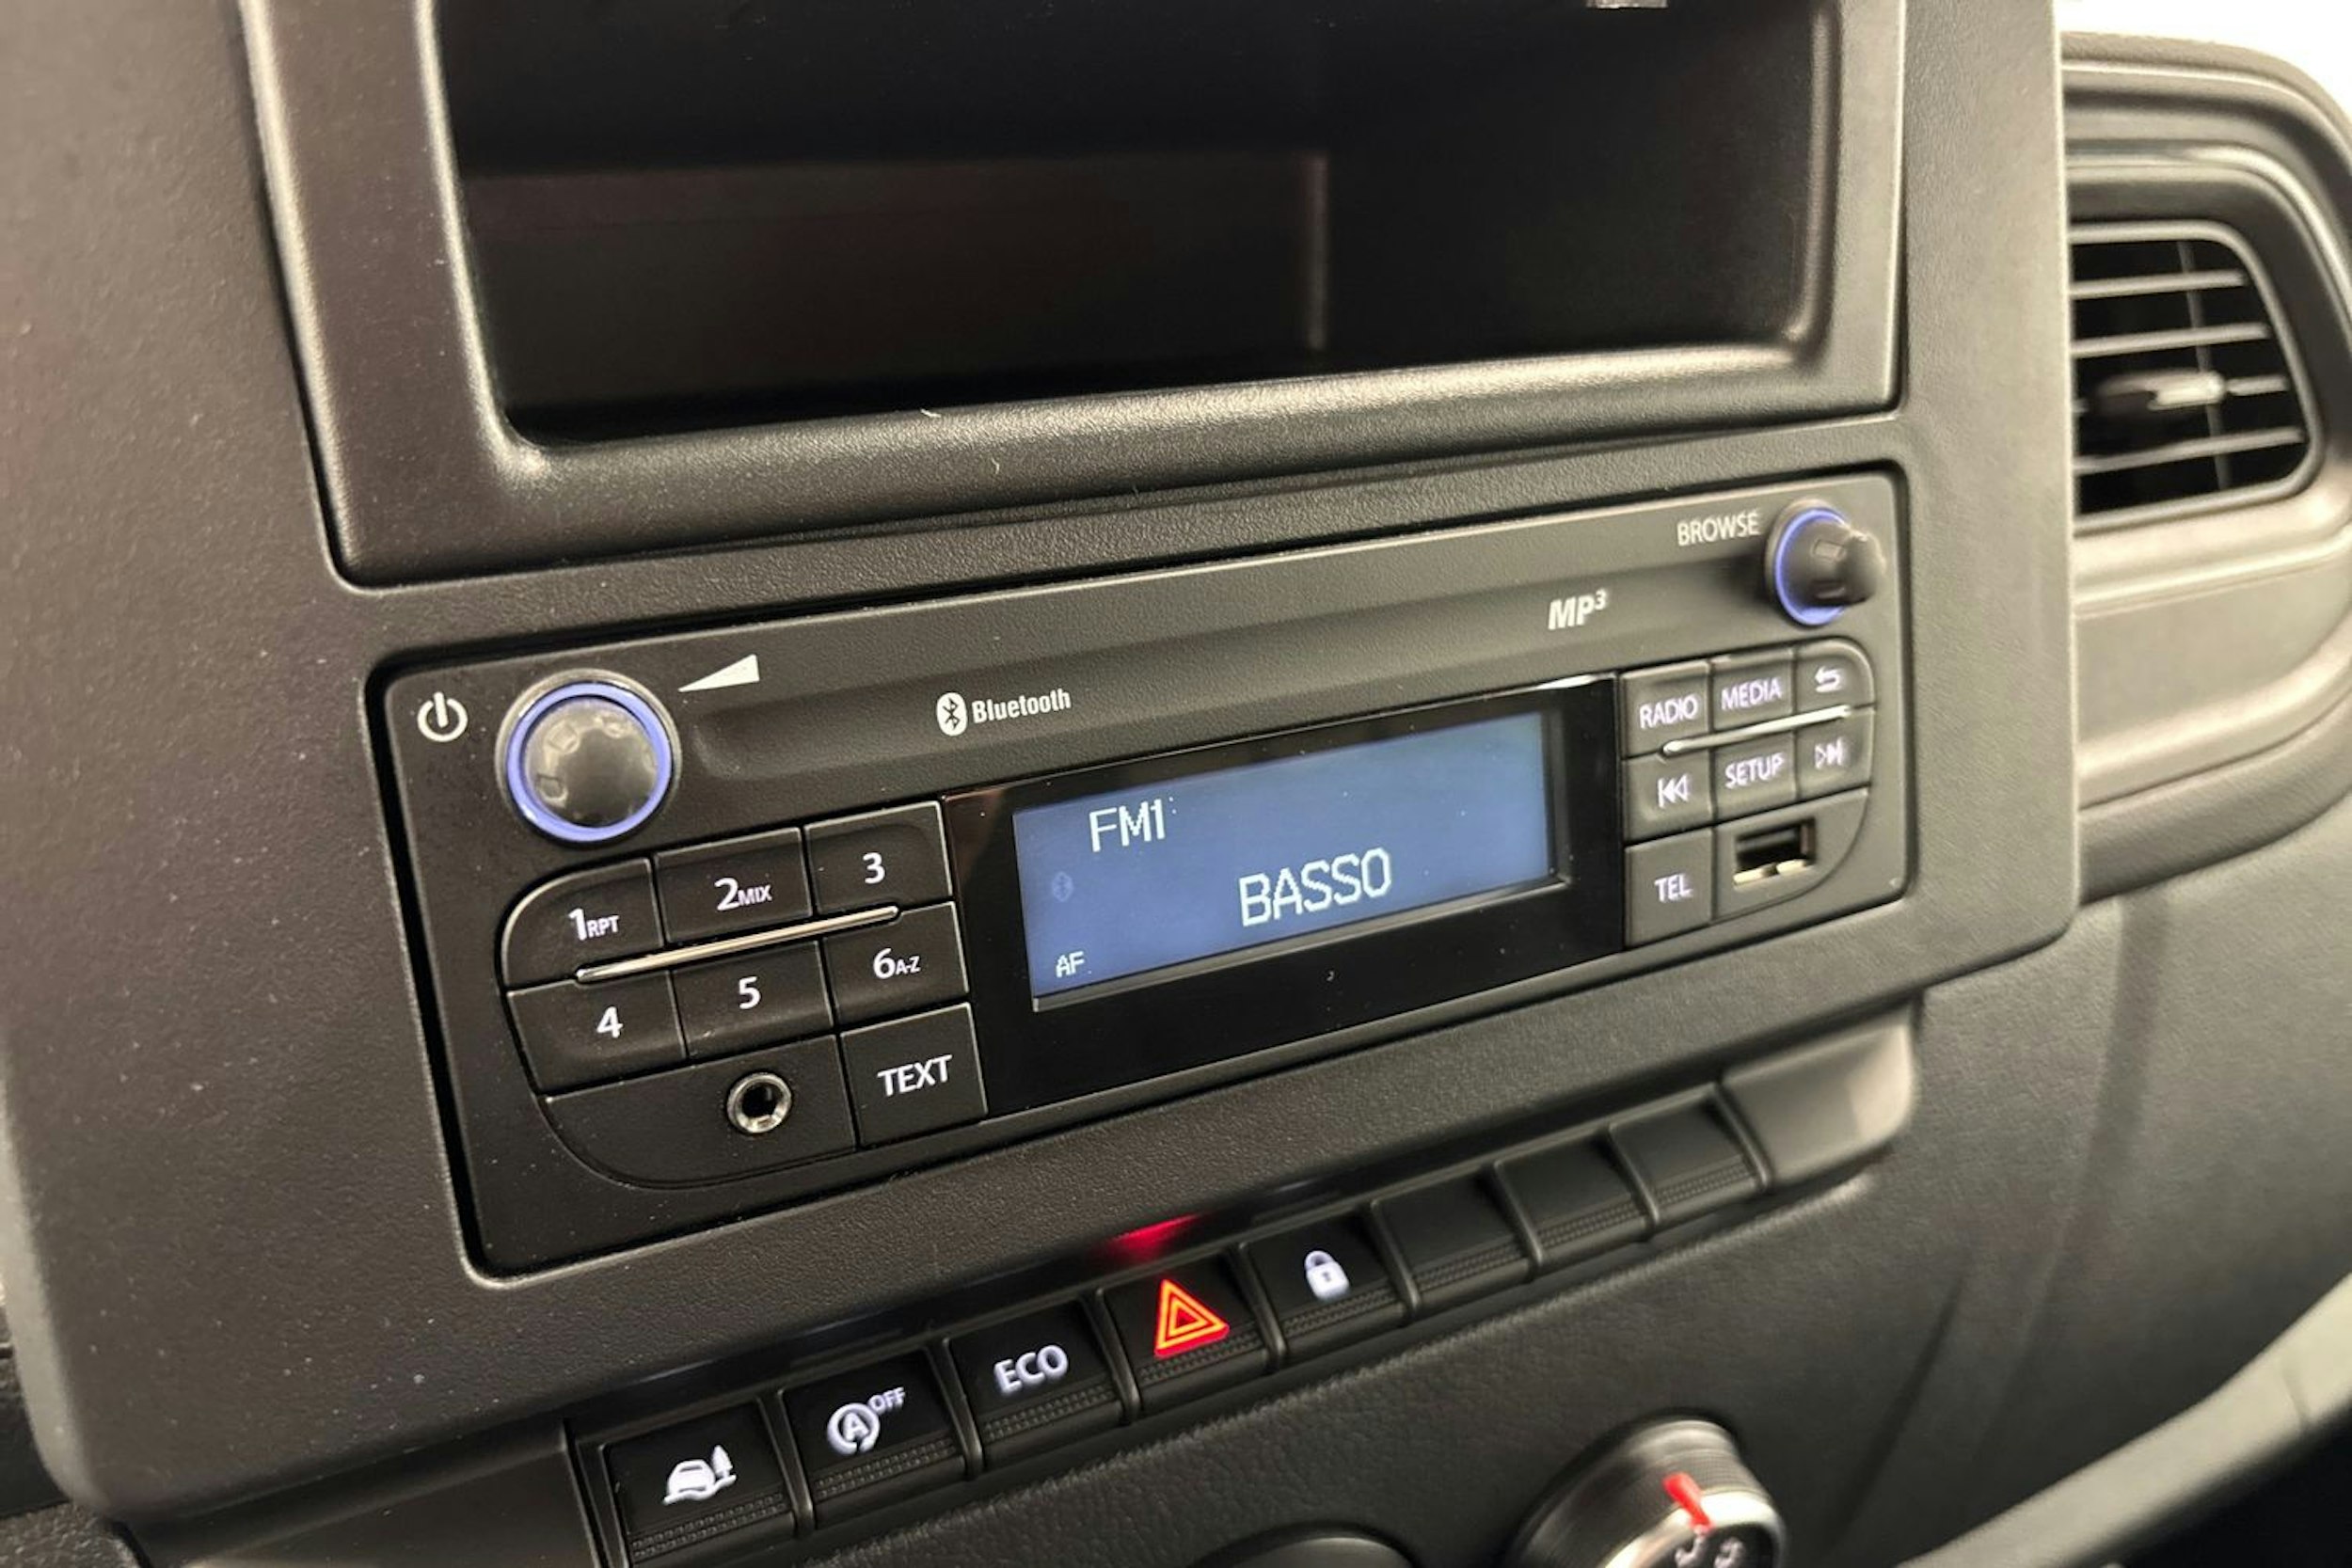 BROWSE
MP3
Bluetooth
RADIO MEDIA
SETUP
TEL
FM1
BASSO
AF
1RPT 2MIX 3
4 5 6A-Z
TEXT
A OFF
ECO